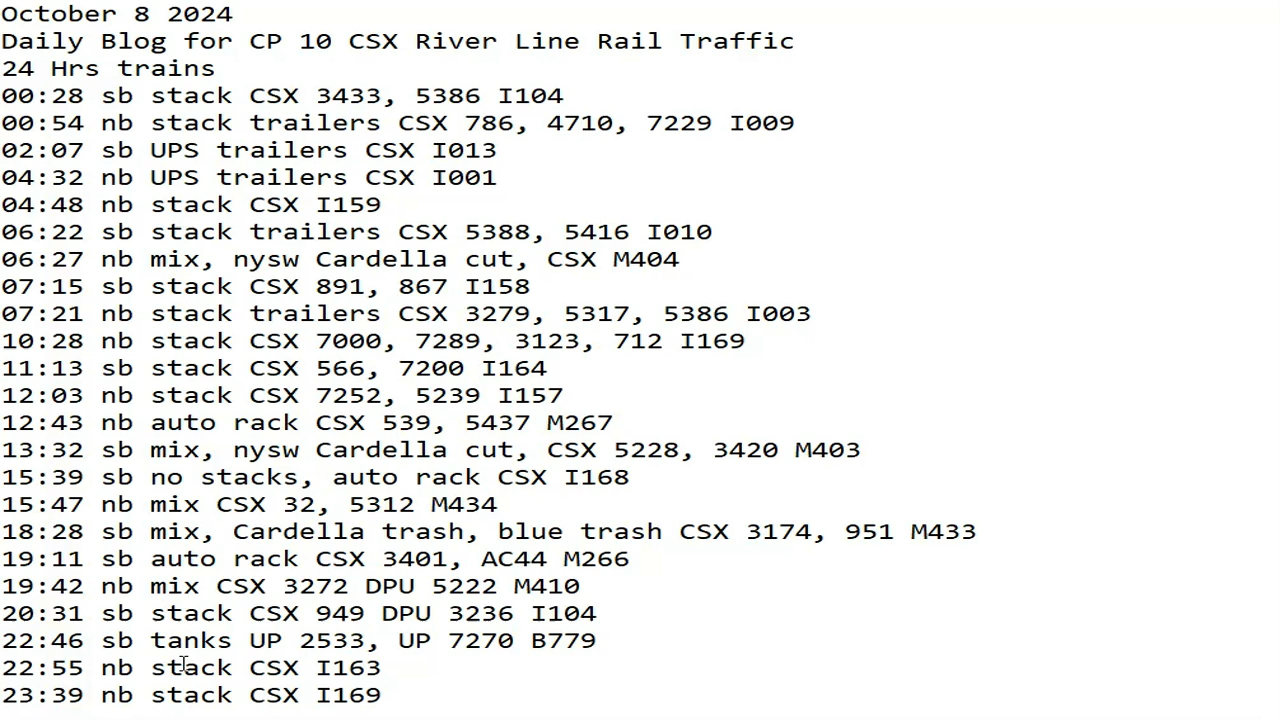 October 8 2024
Daily Blog for CP 10 CSX River Line Rail Traffic
24 Hrs trains
00:28 sb stack CSX 3433, 5386 I104
00:54 nb stack trailers CSX 786, 4710, 7229 I009
02:07 sb UPS trailers CSX I013
04:32 nb UPS trailers CSX I001
04:48 nb stack CSX I159
06:22 sb stack trailers CSX 5388, 5416 I010
06:27 nb mix, nysw Cardella cut, CSX M404
07:15 sb stack CSX 891, 867 I158
07:21 nb stack trailers CSX 3279, 5317, 5386 I003
10:28 nb stack CSX 7000, 7289, 3123, 712 I169
11:13 sb stack CSX 566, 7200 I164
12:03 nb stack CSX 7252, 5239 I157
12:43 nb auto rack CSX 539, 5437 M267
13:32 sb mix, nysw Cardella cut, CSX 5228, 3420 M403
15:39 sb no stacks, auto rack CSX I168
15:47 nb mix CSX 32, 5312 M434
18:28 sb mix, Cardella trash, blue trash CSX 3174, 951 M433
19:11 sb auto rack CSX 3401, AC44 M266
19:42 nb mix CSX 3272 DPU 5222 M410
20:31 sb stack CSX 949 DPU 3236 I104
22:46 sb tanks UP 2533, UP 7270 B779
22:55 nb stack CSX I163
23:39 nb stack CSX I169